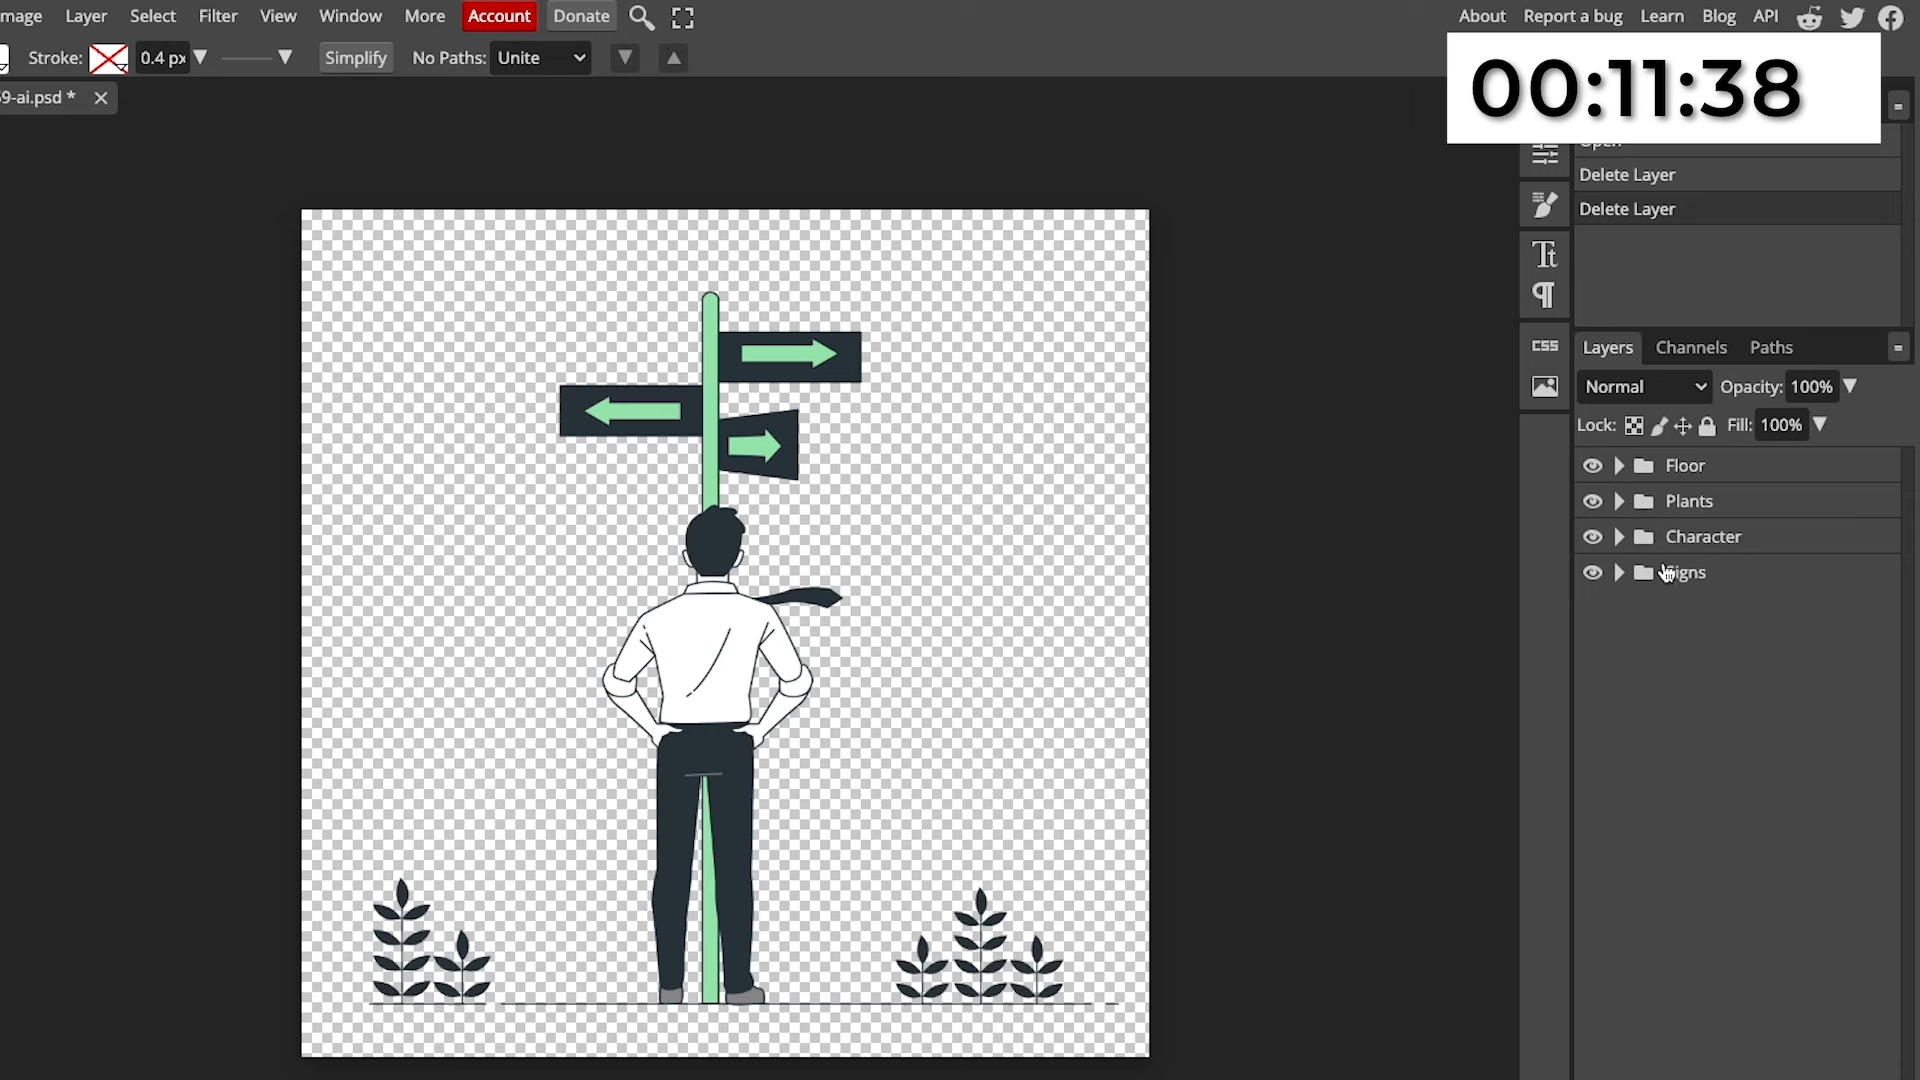 mage Layer Select Filter View Window More Account Donate About Report a bug Learn Blog API
Stroke: 0.4 px Simplify No Paths: Unite
00:11:38
9-ai.psd *
Open
Delete Layer
Delete Layer
CSS
Layers Channels Paths
Normal Opacity: 100%
Lock: Fill: 100%
Floor
Plants
Character
Signs